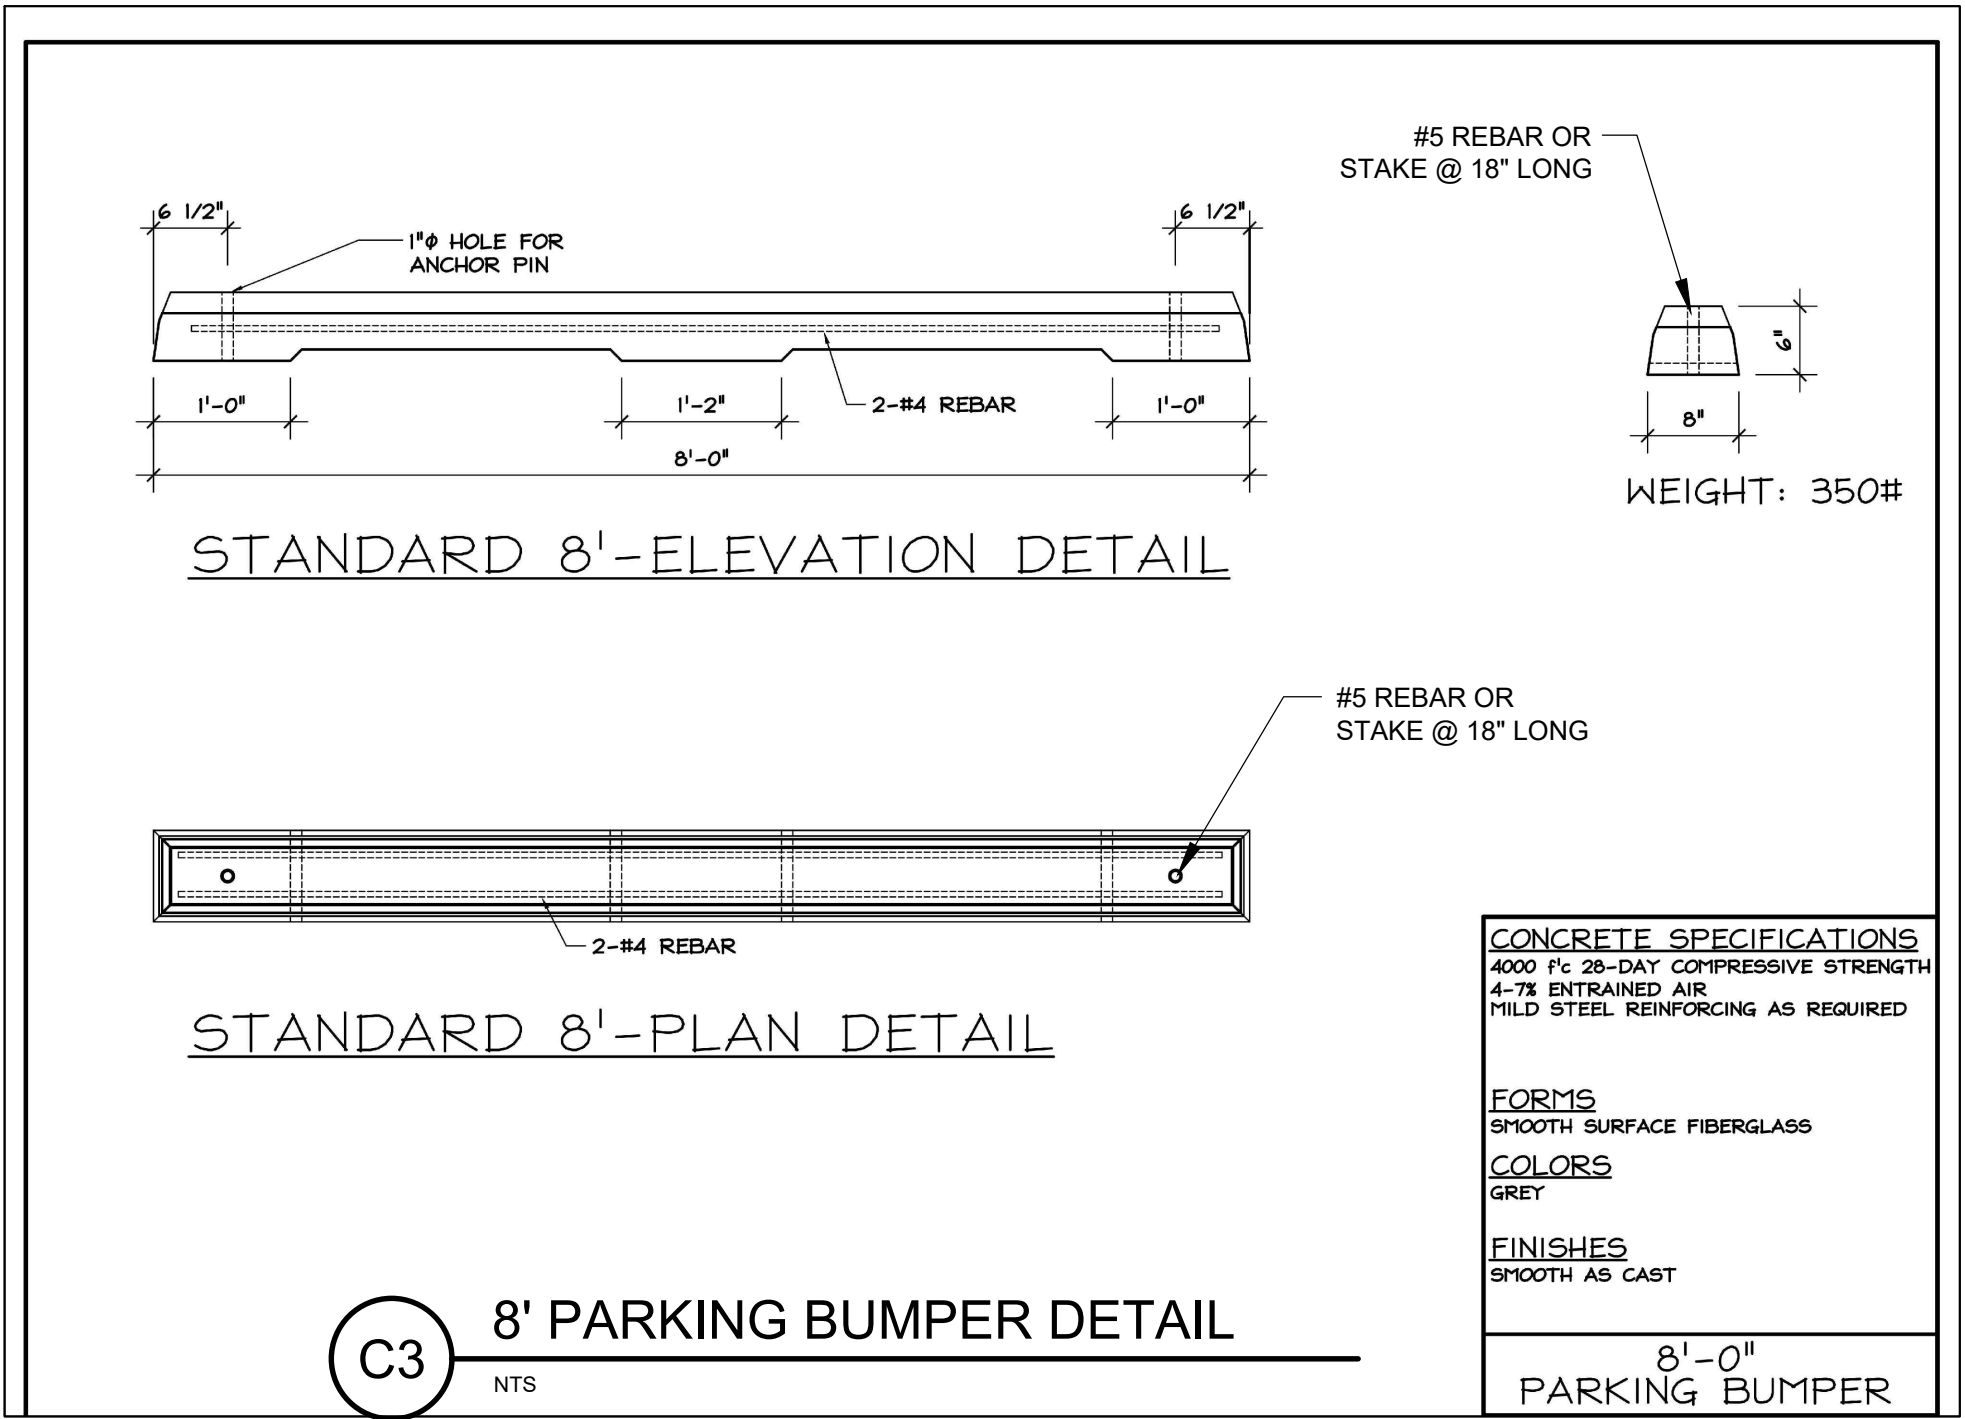 #5 REBAR OR
STAKE @ 18" LONG
6 1/2"
6 1/2"
1"ϕ HOLE FOR
ANCHOR PIN
6"
1'-0"
1'-2"
2-#4 REBAR
1'-0"
8"
8'-0"
WEIGHT: 350#
STANDARD 8'-ELEVATION DETAIL
#5 REBAR OR
STAKE @ 18" LONG
2-#4 REBAR
STANDARD 8'-PLAN DETAIL
CONCRETE SPECIFICATIONS
4000 f'c 28-DAY COMPRESSIVE STRENGTH
4-7% ENTRAINED AIR
MILD STEEL REINFORCING AS REQUIRED
FORMS
SMOOTH SURFACE FIBERGLASS
COLORS
GREY
FINISHES
SMOOTH AS CAST
8'-0"
PARKING BUMPER
C3
8' PARKING BUMPER DETAIL
NTS